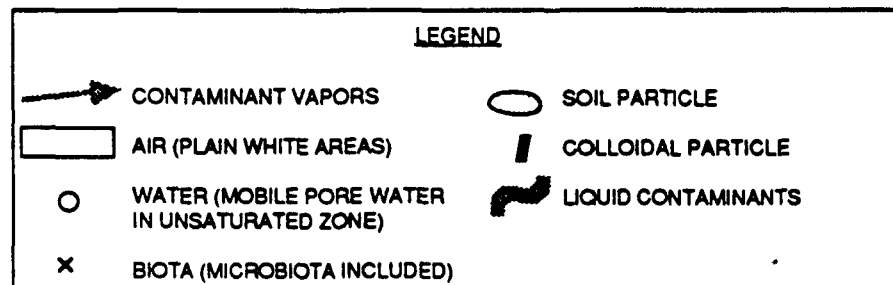 LEGEND
CONTAMINANT VAPORS
AIR (PLAIN WHITE AREAS)
WATER (MOBILE PORE WATER
IN UNSATURATED ZONE)
BIOTA (MICROBIOTA INCLUDED)
SOIL PARTICLE
COLLOIDAL PARTICLE
LIQUID CONTAMINANTS